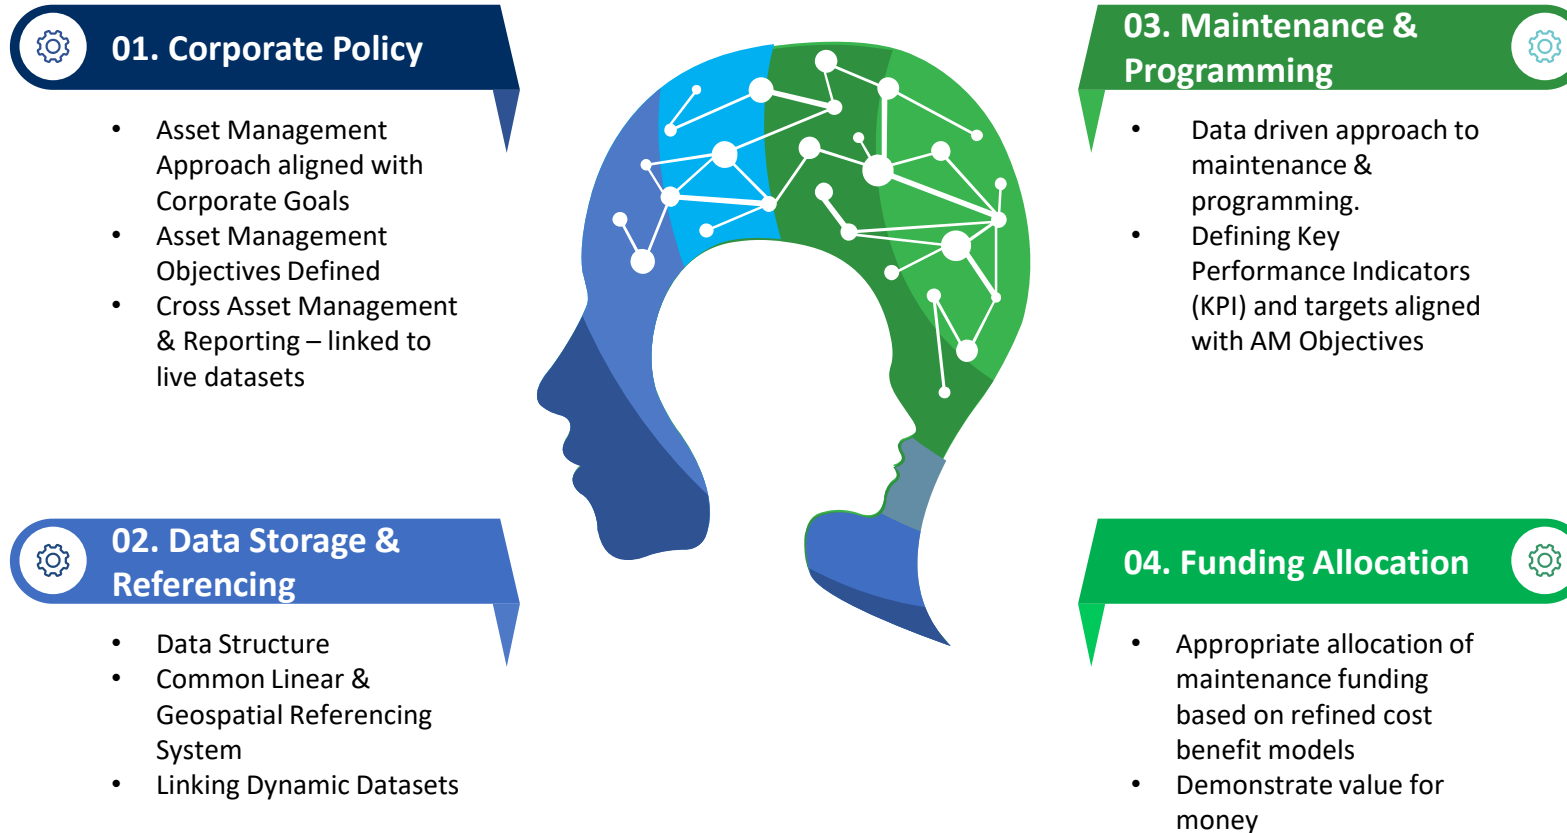 01. Corporate Policy
• Asset Management
Approach aligned with
Corporate Goals
• Asset Management
Objectives Defined
• Cross Asset Management
& Reporting – linked to
live datasets
02. Data Storage &
Referencing
• Data Structure
• Common Linear &
Geospatial Referencing
System
• Linking Dynamic Datasets
03. Maintenance &
Programming
• Data driven approach to
maintenance &
programming.
• Defining Key
Performance Indicators
(KPI) and targets aligned
with AM Objectives
04. Funding Allocation
• Appropriate allocation of
maintenance funding
based on refined cost
benefit models
• Demonstrate value for
money